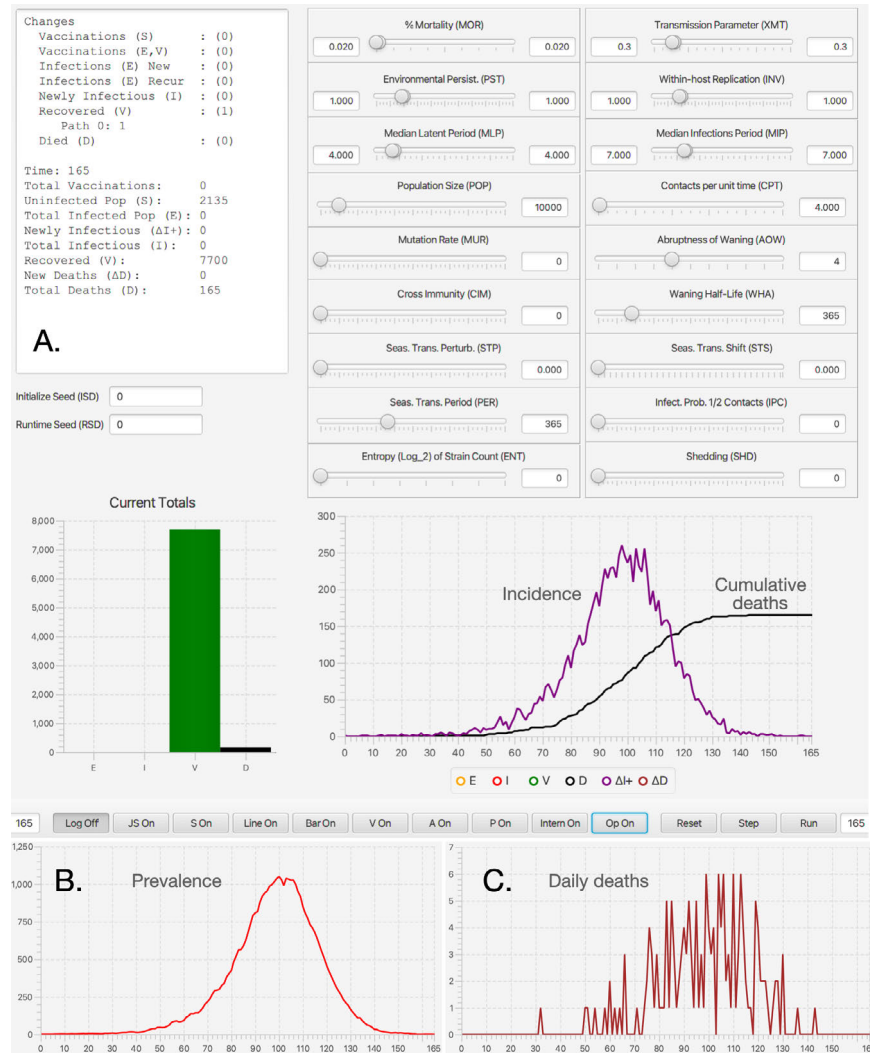 Changes
Vaccinations (S) : (0)
Vaccinations (E,V) : (0)
Infections (E) New : (0)
Infections (E) Recur : (0)
Newly Infectious (I) : (0)
Recovered (V) : (1)
Path 0: 1
Died (D) : (0)
Time: 165
Total Vaccinations: 0
Uninfected Pop (S): 2135
Total Infected Pop (E): 0
Newly Infectious (ΔI+): 0
Total Infectious (I): 0
Recovered (V): 7700
New Deaths (ΔD): 0
Total Deaths (D): 165
A.
Initialize Seed (ISD) 0
Runtime Seed (RSD) 0
% Mortality (MOR)
0.020 0.020
Transmission Parameter (XMT)
0.3 0.3
Environmental Persist. (PST)
1.000 1.000
Within-host Replication (INV)
1.000 1.000
Median Latent Period (MLP)
4.000 4.000
Median Infections Period (MIP)
7.000 7.000
Population Size (POP)
10000
Contacts per unit time (CPT)
4.000
Mutation Rate (MUR)
0
Abruptness of Waning (AOW)
4
Cross Immunity (CIM)
0
Waning Half-Life (WHA)
365
Seas. Trans. Perturb. (STP)
0.000
Seas. Trans. Shift (STS)
0.000
Seas. Trans. Period (PER)
365
Infect. Prob. 1/2 Contacts (IPC)
0
Entropy (Log_2) of Strain Count (ENT)
0
Shedding (SHD)
0
Current Totals
8,000
7,000
6,000
5,000
4,000
3,000
2,000
1,000
0
E I V D
300
250
200
150
100
50
0
Incidence
Cumulative
deaths
0 10 20 30 40 50 60 70 80 90 100 110 120 130 140 150 165
E I V D ΔI+ ΔD
165 Log Off JS On S On Line On Bar On V On A On P On Intern On Op On Reset Step Run 165
1,250
1,000
750
500
250
0
B.
Prevalence
0 10 20 30 40 50 60 70 80 90 100 110 120 130 140 150 165
7
6
5
4
3
2
1
0
C.
Daily deaths
0 10 20 30 40 50 60 70 80 90 100 110 120 130 140 150